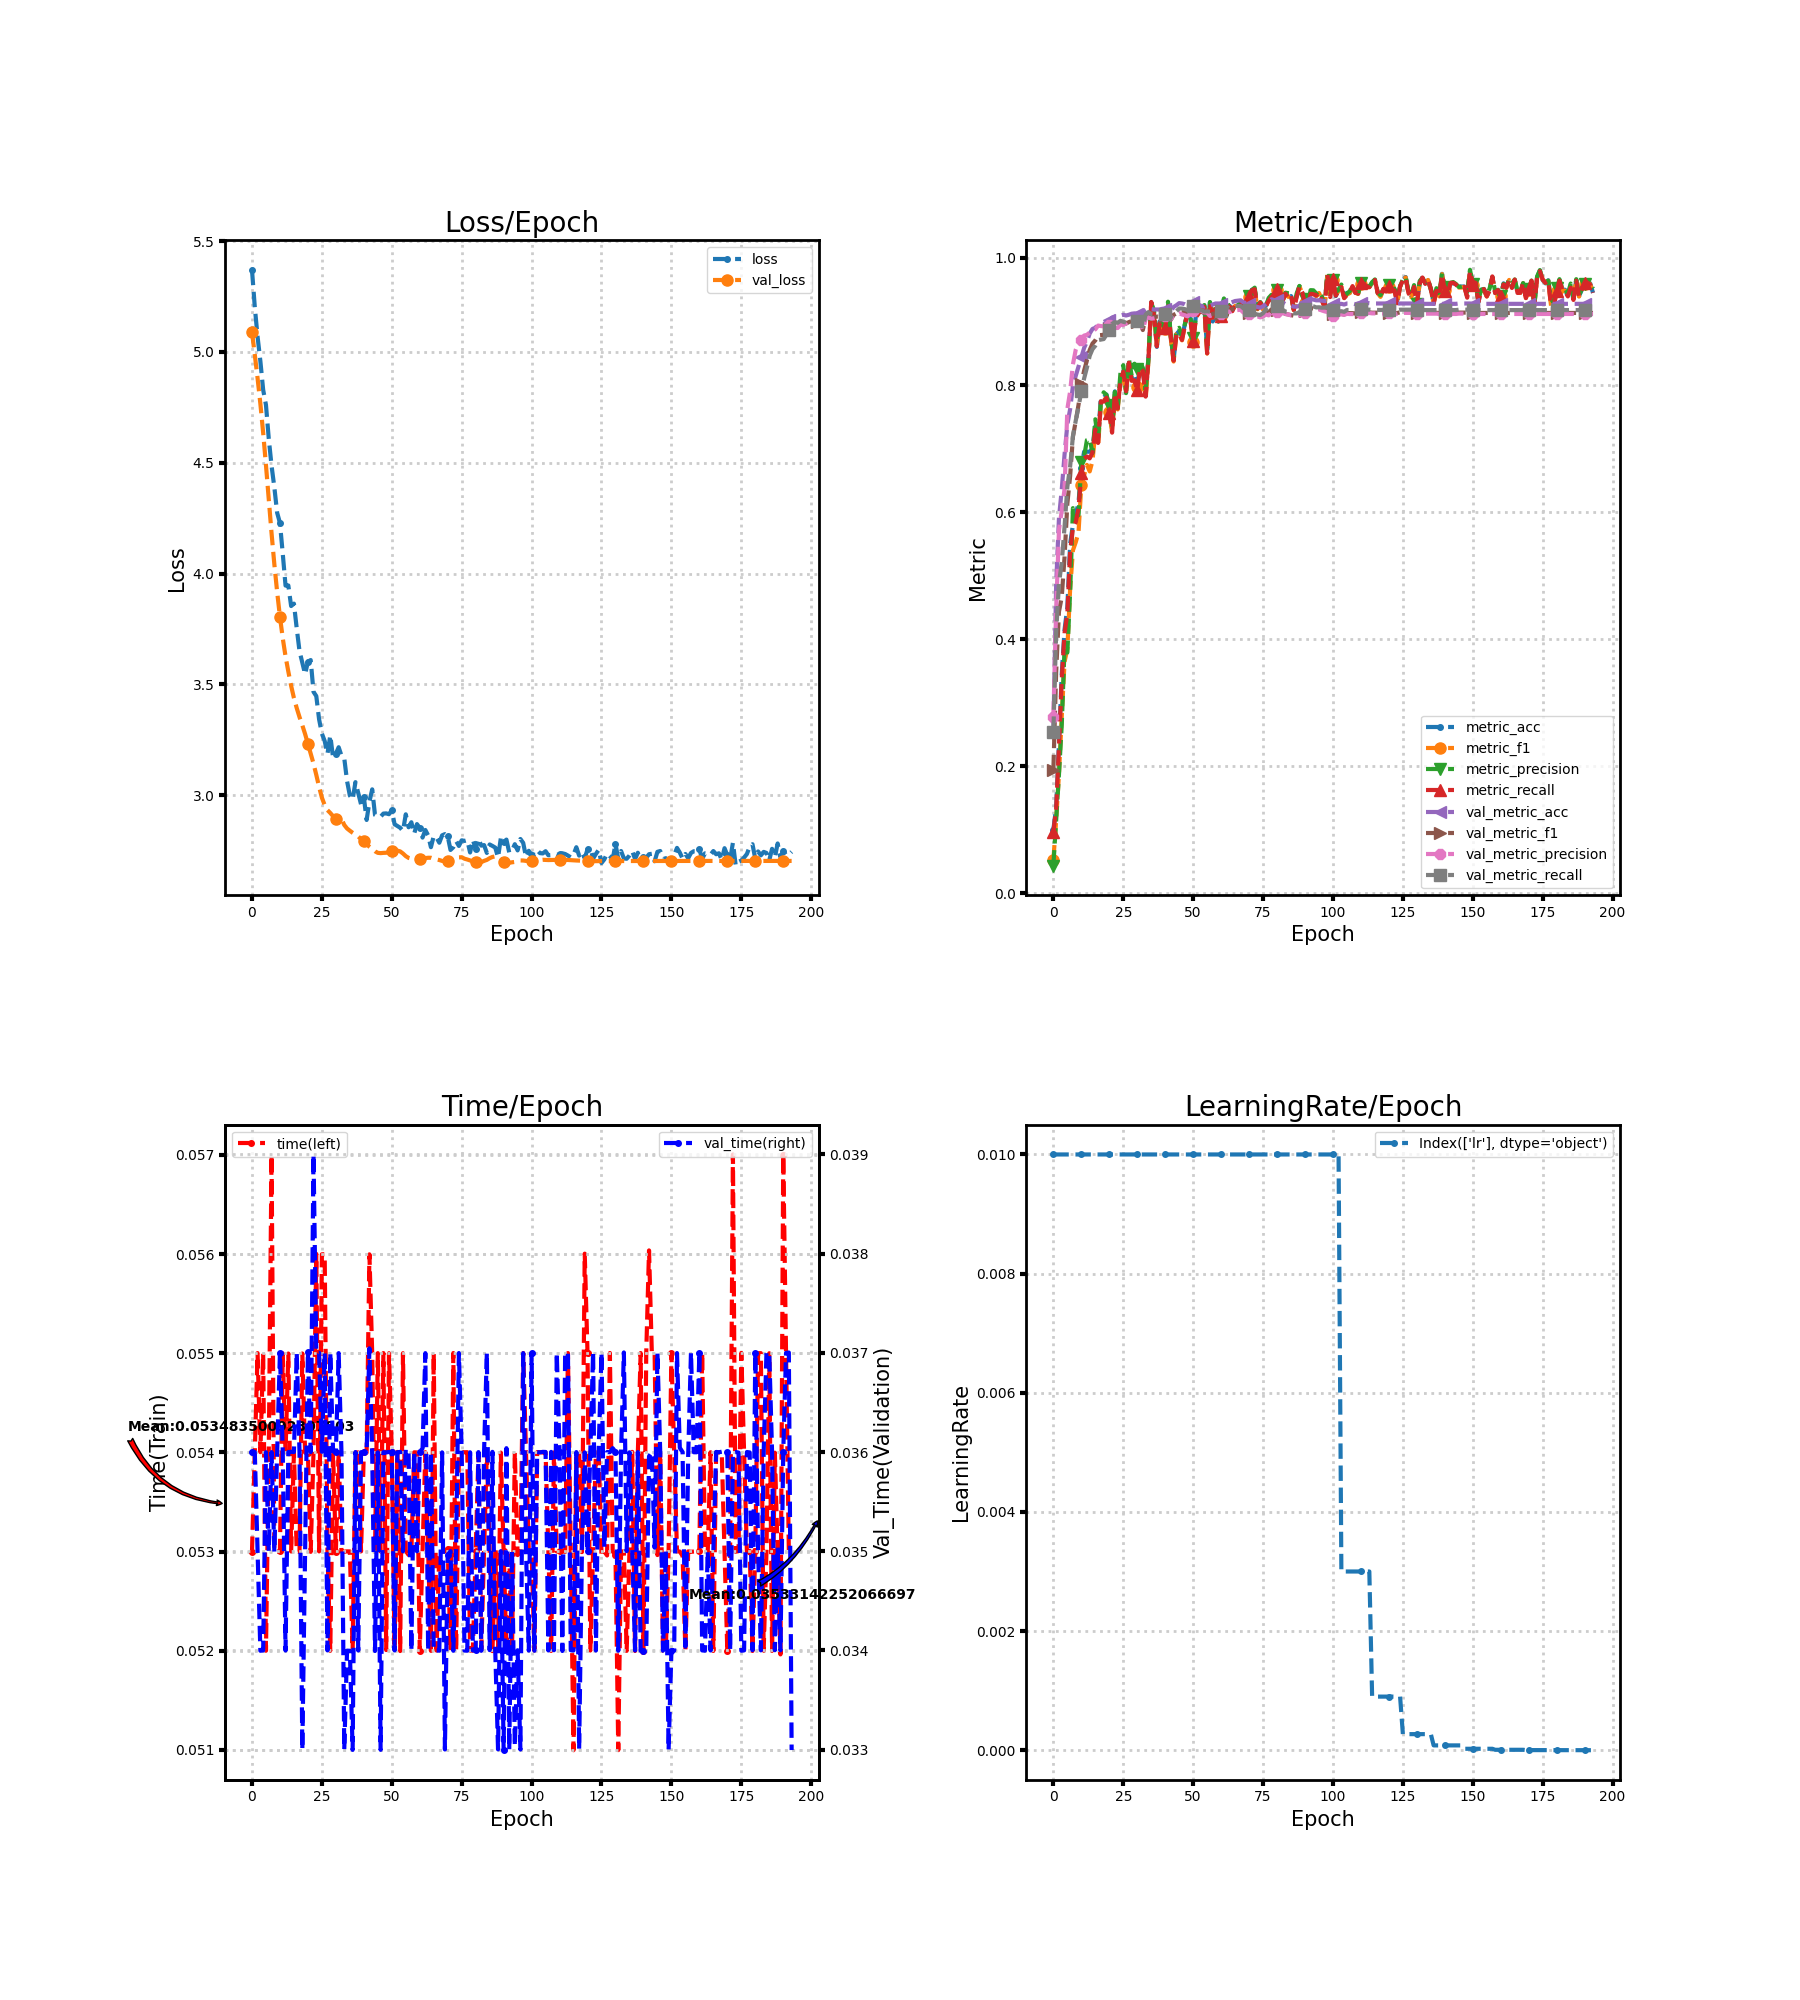 Loss/Epoch
5.5
5.0
4.5
4.0
3.5
3.0
Loss
loss
val_loss
0 25 50 75 100 125 150 175 200
Epoch
Metric/Epoch
1.0
0.8
0.6
0.4
0.2
0.0
Metric
metric_acc
metric_f1
metric_precision
metric_recall
val_metric_acc
val_metric_f1
val_metric_precision
val_metric_recall
0 25 50 75 100 125 150 175 200
Epoch
Time/Epoch
time(left)
val_time(right)
0.057
0.056
0.055
0.054
0.053
0.052
0.051
Time(Train)
0.039
0.038
0.037
0.036
0.035
0.034
0.033
Val_Time(Validation)
Mean:0.03533142252066697
0 25 50 75 100 125 150 175 200
Epoch
LearningRate/Epoch
Index(['lr'], dtype='object')
0.010
0.008
0.006
0.004
0.002
0.000
LearningRate
0 25 50 75 100 125 150 175 200
Epoch